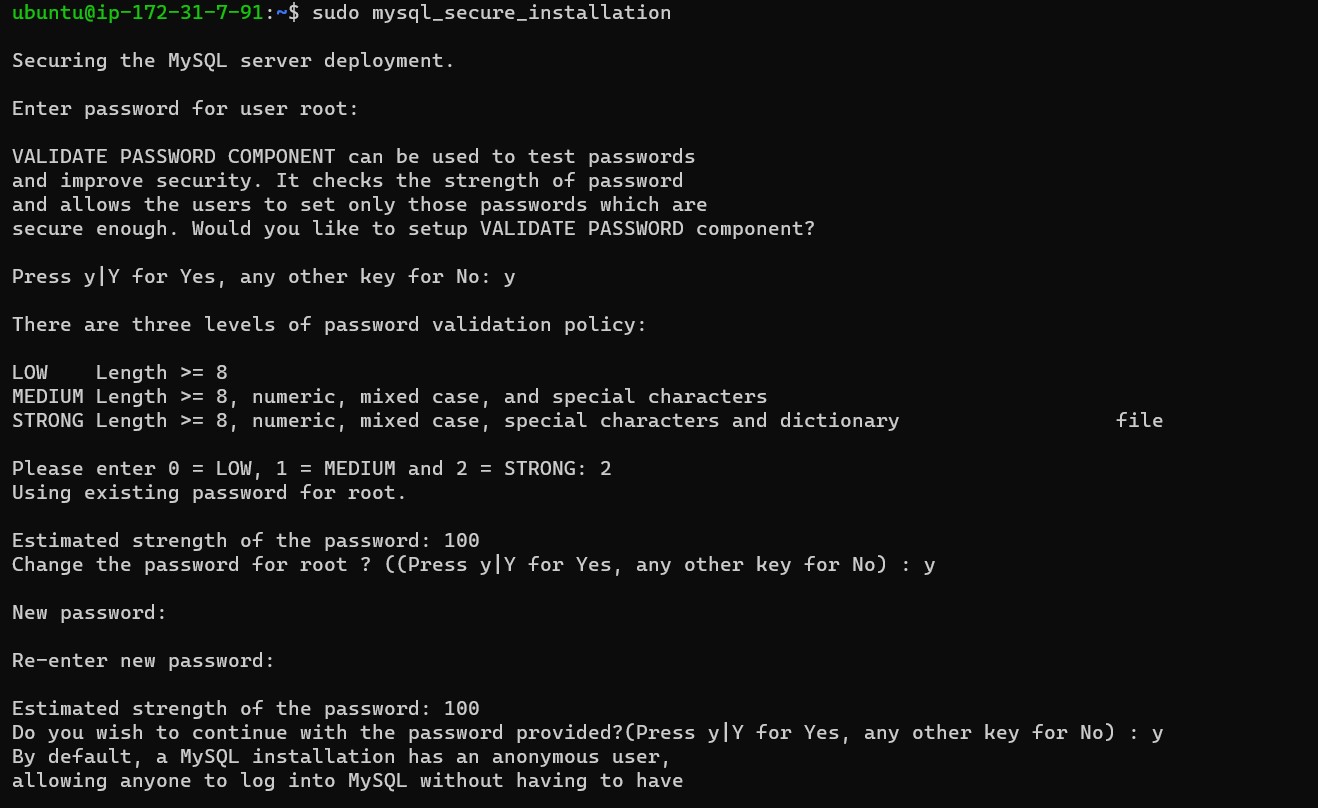 ubuntu@ip-172-31-7-91:~$ sudo mysql_secure_installation
Securing the MySQL server deployment.
Enter password for user root:
VALIDATE PASSWORD COMPONENT can be used to test passwords
and improve security. It checks the strength of password
and allows the users to set only those passwords which are
secure enough. Would you like to setup VALIDATE PASSWORD component?
Press y|Y for Yes, any other key for No: y
There are three levels of password validation policy:
LOW    Length >= 8
MEDIUM Length >= 8, numeric, mixed case, and special characters
STRONG Length >= 8, numeric, mixed case, special characters and dictionary                  file
Please enter 0 = LOW, 1 = MEDIUM and 2 = STRONG: 2
Using existing password for root.
Estimated strength of the password: 100
Change the password for root ? ((Press y|Y for Yes, any other key for No) : y
New password:
Re-enter new password:
Estimated strength of the password: 100
Do you wish to continue with the password provided?(Press y|Y for Yes, any other key for No) : y
By default, a MySQL installation has an anonymous user,
allowing anyone to log into MySQL without having to have